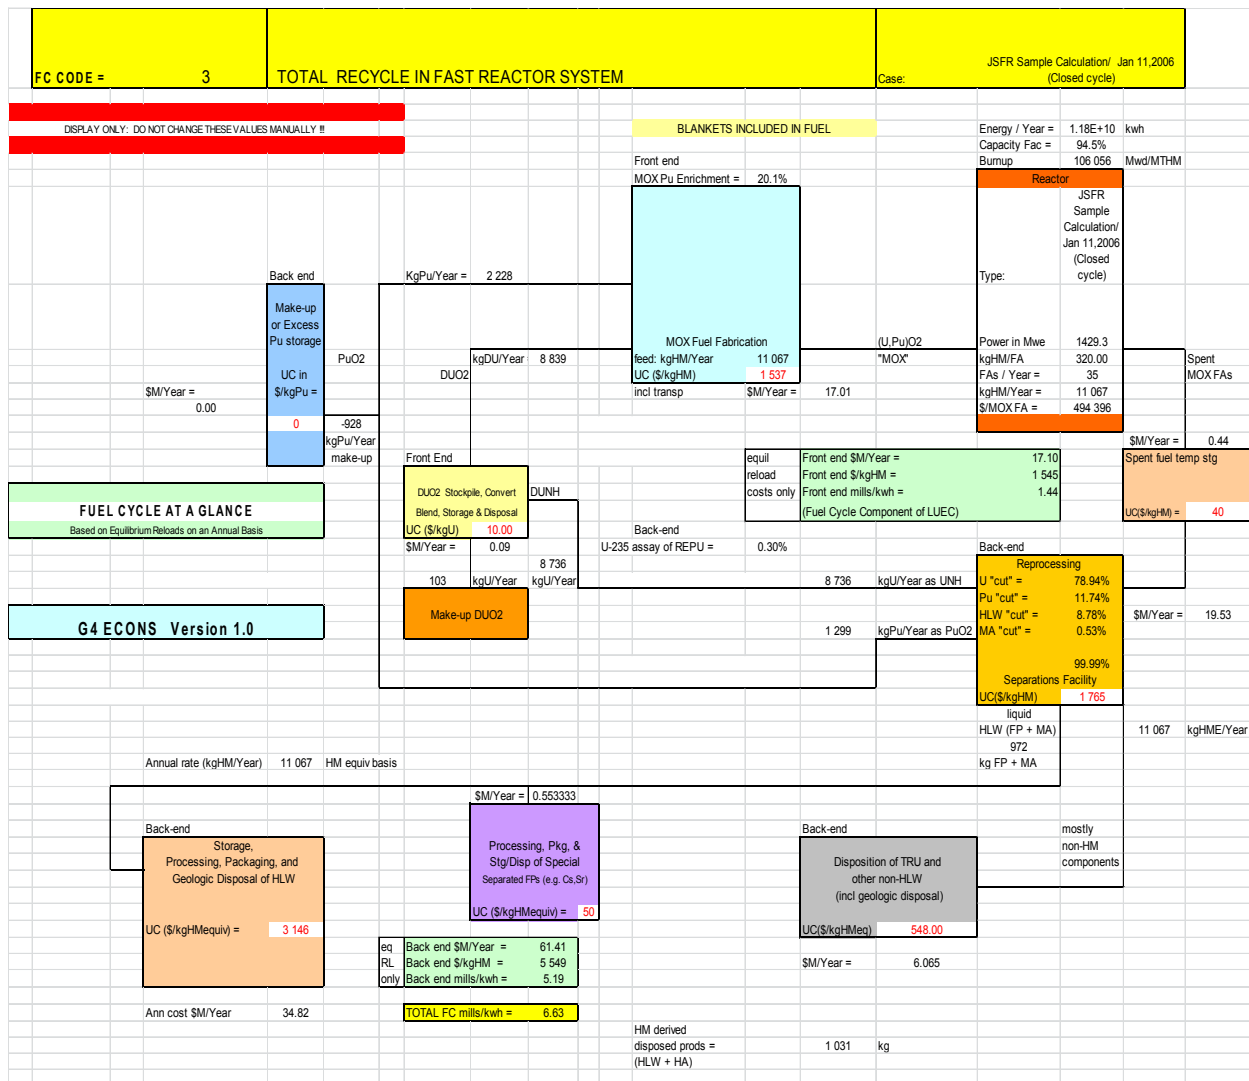 FC CODE = 3 TOTAL RECYCLE IN FAST REACTOR SYSTEM Case: JSFR Sample Calculation/ Jan 11,2006
(Closed cycle)
DISPLAY ONLY: DO NOT CHANGE THESE VALUES MANUALLY !!!
BLANKETS INCLUDED IN FUEL
Energy / Year = 1.18E+10 kwh
Capacity Fac = 94.5%
Burnup 106 056 Mwd/MTHM
Front end
MOX Pu Enrichment = 20.1%
Reactor
JSFR
Sample
Calculation/
Jan 11,2006
(Closed
Type: cycle)
Back end
KgPu/Year = 2 228
Make-up
or Excess
Pu storage
UC in
$/kgPu =
0
PuO2
-928
kgPu/Year
make-up
$M/Year =
0.00
kgDU/Year 8 839
DUO2
MOX Fuel Fabrication
feed: kgHM/Year 11 067
UC ($/kgHM) 1 537
incl transp $M/Year = 17.01
(U,Pu)O2
"MOX"
Power in Mwe 1429.3
kgHM/FA 320.00
FAs / Year = 35
kgHM/Year = 11 067
$/MOX FA = 494 396
Spent
MOX FAs
$M/Year = 0.44
Spent fuel temp stg
UC($/kgHM) = 40
Front End
DUO2 Stockpile, Convert
Blend, Storage & Disposal
UC ($/kgU) 10.00
$M/Year = 0.09
DUNH
8 736
103 kgU/Year kgU/Year
Make-up DUO2
equil
reload
costs only
Front end $M/Year = 17.10
Front end $/kgHM = 1 545
Front end mills/kwh = 1.44
(Fuel Cycle Component of LUEC)
FUEL CYCLE AT A GLANCE
Based on Equilibrium Reloads on an Annual Basis
Back-end
U-235 assay of REPU = 0.30%
8 736 kgU/Year as UNH
1 299 kgPu/Year as PuO2
Back-end
Reprocessing
U "cut" = 78.94%
Pu "cut" = 11.74%
HLW "cut" = 8.78%
MA "cut" = 0.53%
99.99%
Separations Facility
UC($/kgHM) 1 765
$M/Year = 19.53
G4 ECONS Version 1.0
liquid
HLW (FP + MA)
972
kg FP + MA
11 067 kgHME/Year
Annual rate (kgHM/Year) 11 067 HM equiv basis
$M/Year = 0.553333
Back-end
Storage,
Processing, Packaging, and
Geologic Disposal of HLW
UC ($/kgHMequiv) = 3 146
Processing, Pkg, &
Stg/Disp of Special
Separated FPs (e.g. Cs,Sr)
UC ($/kgHMequiv) = 50
Back-end
Disposition of TRU and
other non-HLW
(incl geologic disposal)
UC($/kgHMeq) 548.00
mostly
non-HM
components
eq
RL
only
Back end $M/Year = 61.41
Back end $/kgHM = 5 549
Back end mills/kwh = 5.19
$M/Year = 6.065
Ann cost $M/Year 34.82
TOTAL FC mills/kwh = 6.63
HM derived
disposed prods = 1 031 kg
(HLW + HA)